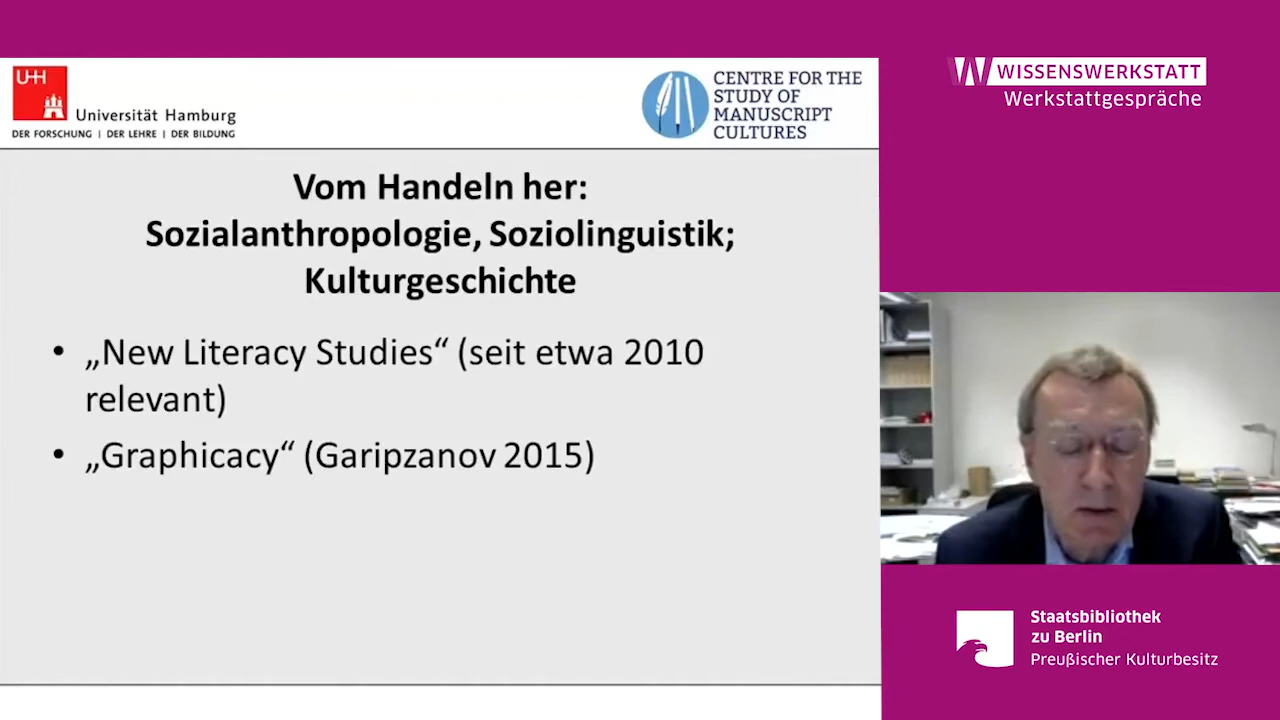 UHH
Universität Hamburg
DER FORSCHUNG | DER LEHRE | DER BILDUNG
CENTRE FOR THE
STUDY OF
MANUSCRIPT
CULTURES
Vom Handeln her:
Sozialanthropologie, Soziolinguistik;
Kulturgeschichte
• „New Literacy Studies“ (seit etwa 2010
relevant)
• „Graphicacy“ (Garipzanov 2015)
W WISSENSWERKSTATT
Werkstattgespräche
Staatsbibliothek
zu Berlin
Preußischer Kulturbesitz